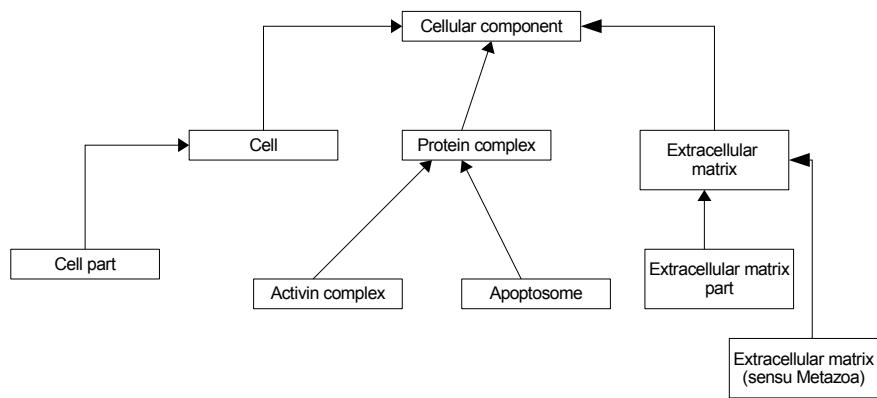 Cellular component
Cell
Protein complex
Extracellular
matrix
Cell part
Activin complex
Apoptosome
Extracellular matrix
part
Extracellular matrix
(sensu Metazoa)